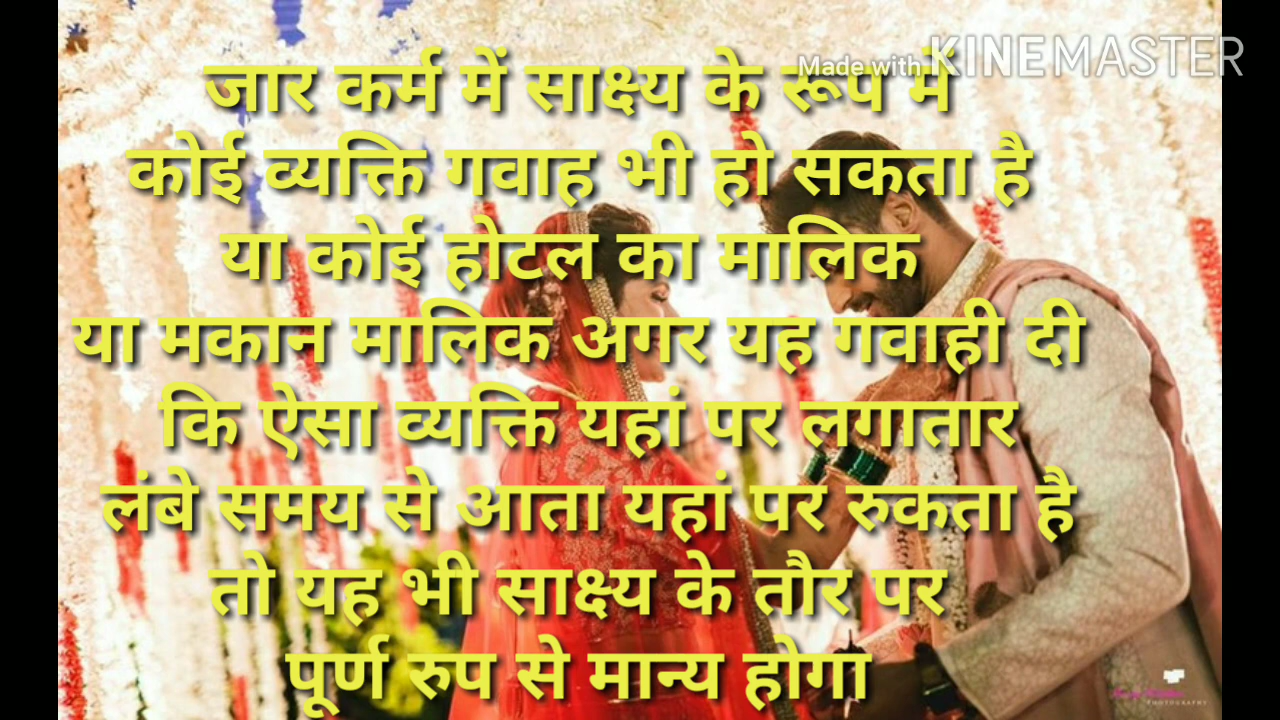 Made with KINEMASTER
जार कर्म में साक्ष्य के रूप में
कोई व्यक्ति गवाह भी हो सकता है
या कोई होटल का मालिक
या मकान मालिक अगर यह गवाही दी
कि ऐसा व्यक्ति यहां पर लगातार
लंबे समय से आता यहां पर रुकता है
तो यह भी साक्ष्य के तौर पर
पूर्ण रुप से मान्य होगा
PHOTOGRAPHY